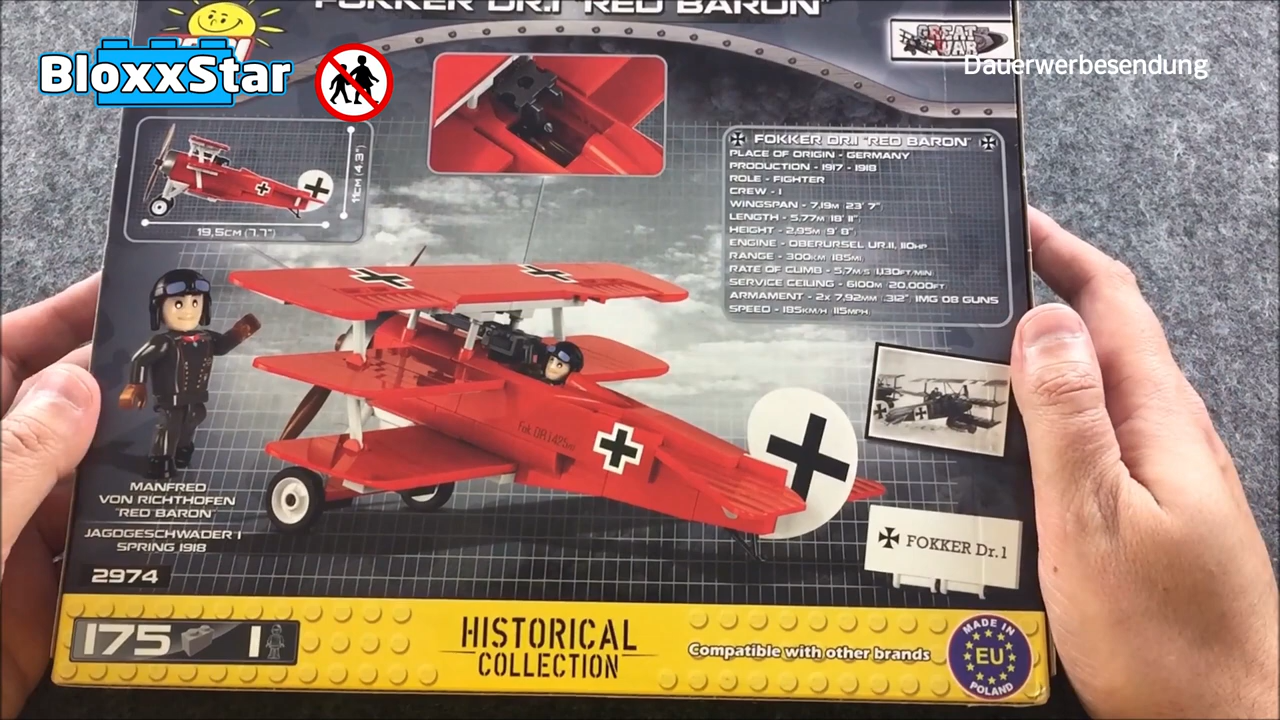 FOKKER DR.I "RED BARON"
GREAT WAR
Dauerwerbesendung
BloxxStar
FOKKER DR.I "RED BARON"
PLACE OF ORIGIN - GERMANY
PRODUCTION - 1917 - 1918
ROLE - FIGHTER
CREW - 1
WINGSPAN - 7,19M 23' 7"
LENGTH - 5.77M 18' 11"
HEIGHT - 2,95M 9' 8"
ENGINE - OBERURSEL UR.II, 110HP
RANGE - 300KM 185MI
RATE OF CLIMB - 5,7M/S 1,130FT/MIN
SERVICE CEILING - 6100M 20.000FT
ARMAMENT - 2X 7,92MM .312" IMG 08 GUNS
SPEED - 185KM/H 115MPH
11CM (4.3")
19,5CM (7.7")
Fok. DR I 425/17
MANFRED
VON RICHTHOFEN
"RED BARON"
JAGDGESCHWADER I
SPRING 1918
2974
FOKKER Dr.1
175 1
HISTORICAL
COLLECTION
Compatible with other brands
MADE IN
EU
POLAND